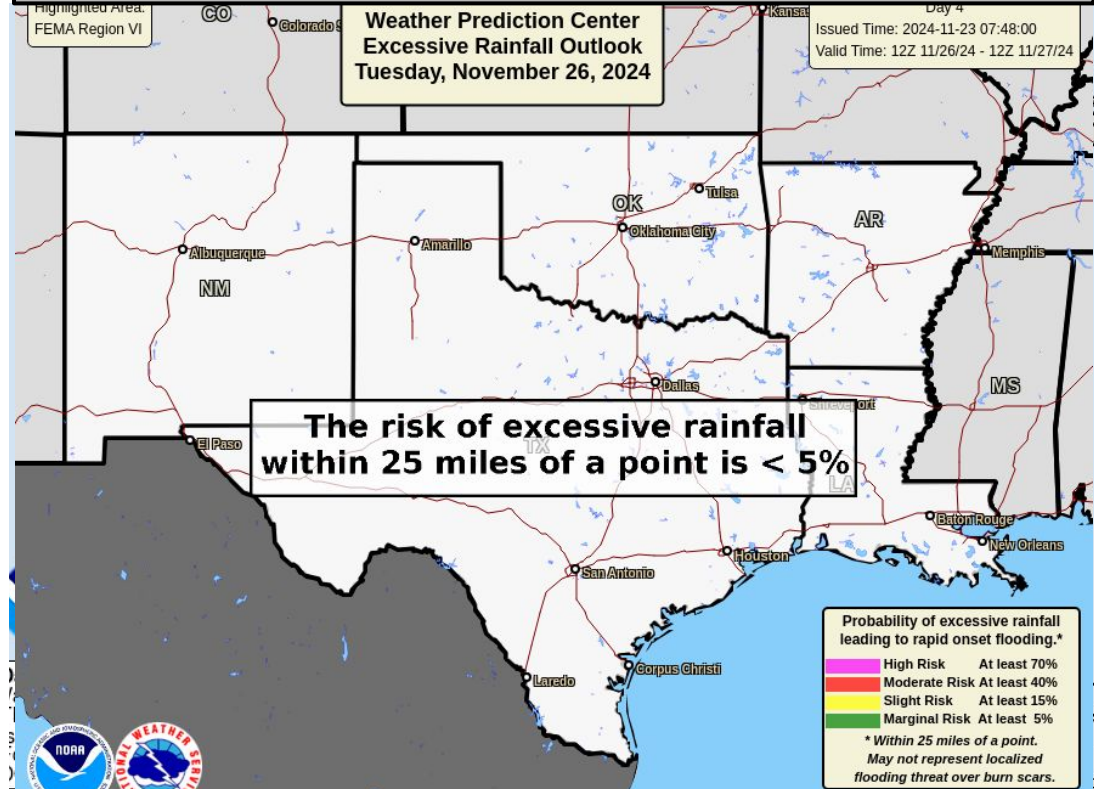 Highlighted Area:
FEMA Region VI
Weather Prediction Center
Excessive Rainfall Outlook
Tuesday, November 26, 2024
Day 4
Issued Time: 2024-11-23 07:48:00
Valid Time: 12Z 11/26/24 - 12Z 11/27/24
CO
Colorado S
Kansas
Tulsa
OK
Oklahoma City
AR
Albuquerque
Amarillo
Memphis
NM
Dallas
MS
Shreveport
The risk of excessive rainfall
within 25 miles of a point is < 5%
El Paso
TX
LA
Baton Rouge
New Orleans
Houston
San Antonio
Corpus Christi
Laredo
Probability of excessive rainfall
leading to rapid onset flooding.*
High Risk At least 70%
Moderate Risk At least 40%
Slight Risk At least 15%
Marginal Risk At least 5%
* Within 25 miles of a point.
May not represent localized
flooding threat over burn scars.
NOAA